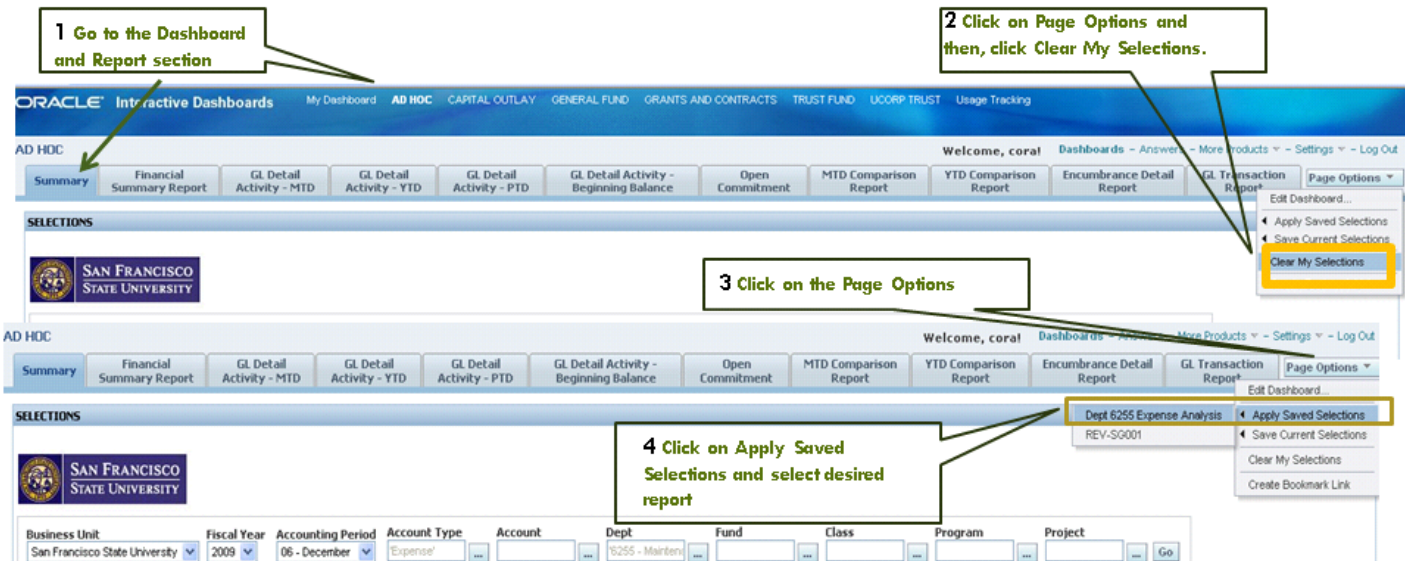 1 Go to the Dashboard
and Report section
2 Click on Page Options and
then, click Clear My Selections.
ORACLE Interactive Dashboards My Dashboard AD HOC CAPITAL OUTLAY GENERAL FUND GRANTS AND CONTRACTS TRUST FUND UCORP TRUST Usage Tracking
AD HOC Welcome, cora! Dashboards - Answers - More Products - Settings - Log Out
Summary Financial Summary Report GL Detail Activity - MTD GL Detail Activity - YTD GL Detail Activity - PTD GL Detail Activity - Beginning Balance Open Commitment MTD Comparison Report YTD Comparison Report Encumbrance Detail Report GL Transaction Report Page Options
Edit Dashboard...
Apply Saved Selections
Save Current Selections
Clear My Selections
SELECTIONS
SAN FRANCISCO
STATE UNIVERSITY
3 Click on the Page Options
AD HOC Welcome, cora! Dashboards - Answers - More Products - Settings - Log Out
Summary Financial Summary Report GL Detail Activity - MTD GL Detail Activity - YTD GL Detail Activity - PTD GL Detail Activity - Beginning Balance Open Commitment MTD Comparison Report YTD Comparison Report Encumbrance Detail Report GL Transaction Report Page Options
Edit Dashboard...
SELECTIONS
Dept 6255 Expense Analysis Apply Saved Selections
REV-SG001 Save Current Selections
Clear My Selections
Create Bookmark Link
4 Click on Apply Saved
Selections and select desired
report
SAN FRANCISCO
STATE UNIVERSITY
Business Unit Fiscal Year Accounting Period Account Type Account Dept Fund Class Program Project
San Francisco State University 2009 06 - December 'Expense' ... ... '6255 - Mainten ... ... ... ... ... Go